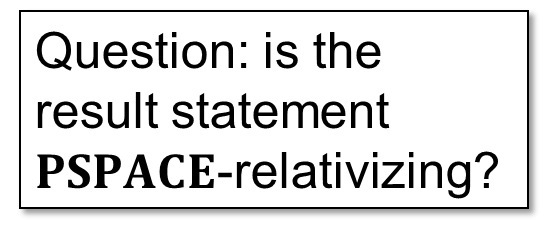 Question: is the
result statement
PSPACE-relativizing?